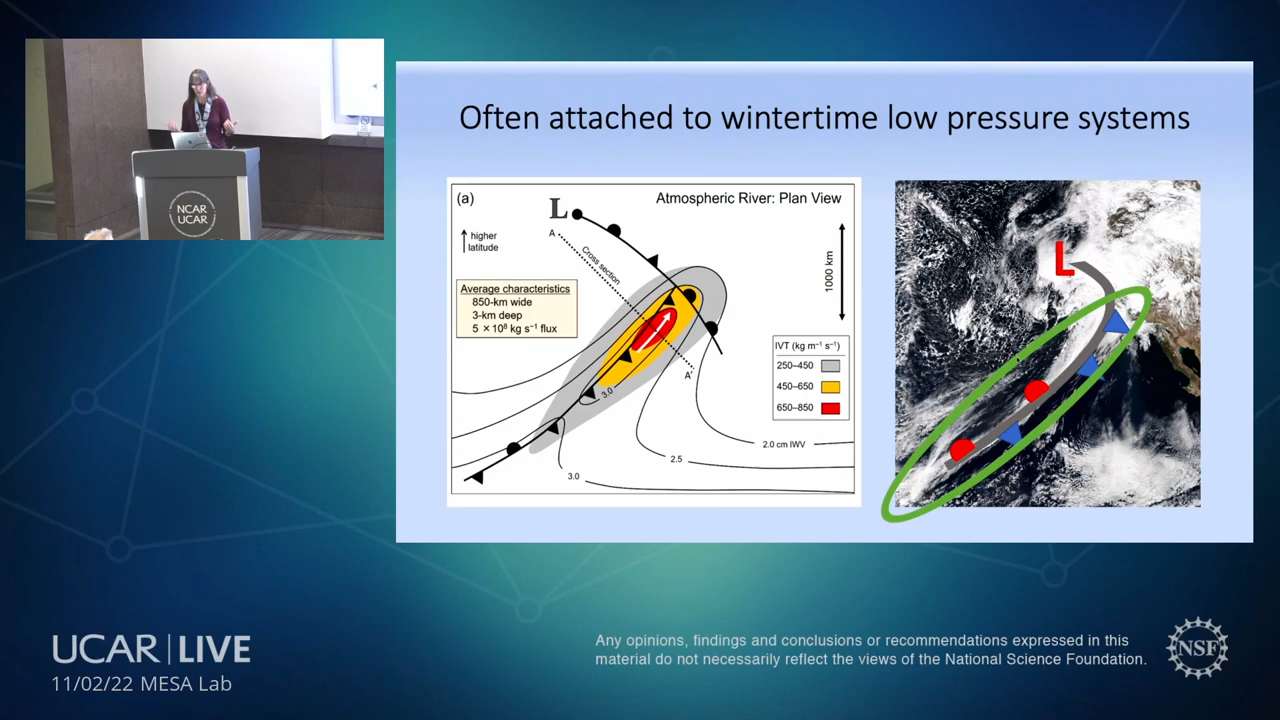 Often attached to wintertime low pressure systems
(a)
Atmospheric River: Plan View
L
A
higher
latitude
Cross section
1000 km
Average characteristics
850-km wide
3-km deep
5 × 10⁸ kg s⁻¹ flux
IVT (kg m⁻¹ s⁻¹)
250–450
450–650
650–850
A'
3.0
2.0 cm IWV
2.5
3.0
L
NCAR
UCAR
UCAR | LIVE
11/02/22 MESA Lab
Any opinions, findings and conclusions or recommendations expressed in this
material do not necessarily reflect the views of the National Science Foundation.
NSF